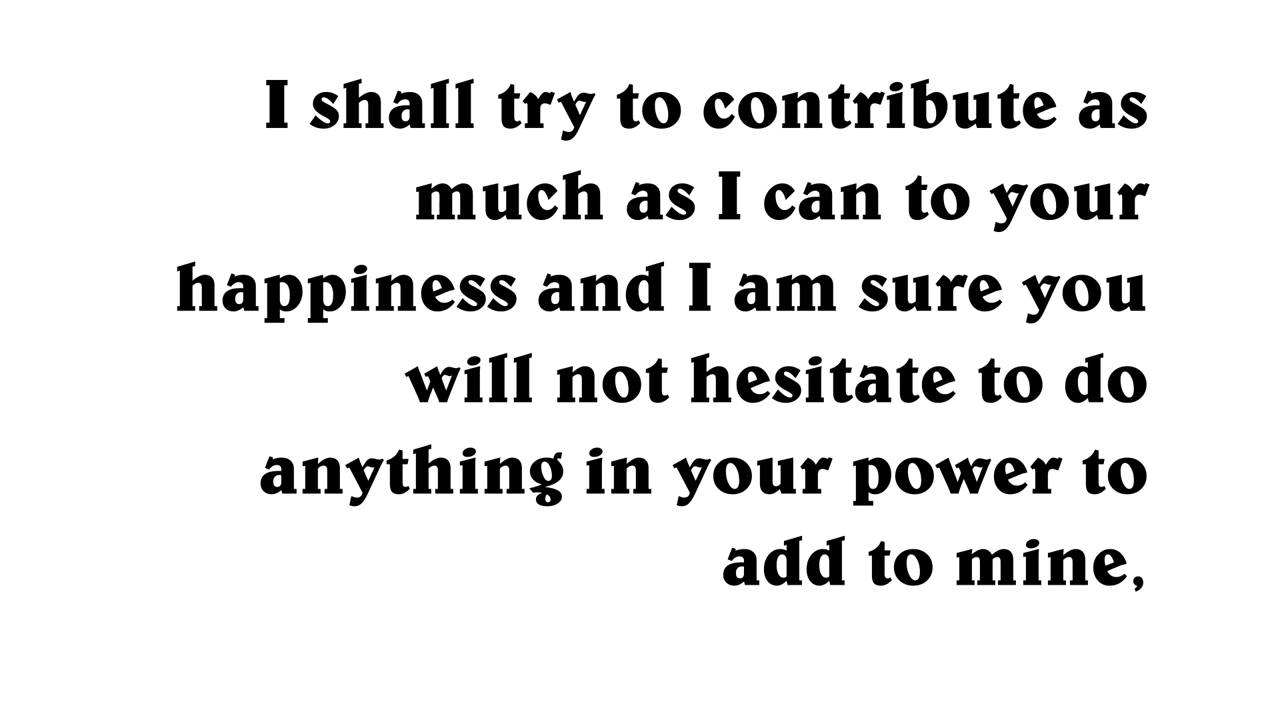 I shall try to contribute as
much as I can to your
happiness and I am sure you
will not hesitate to do
anything in your power to
add to mine,